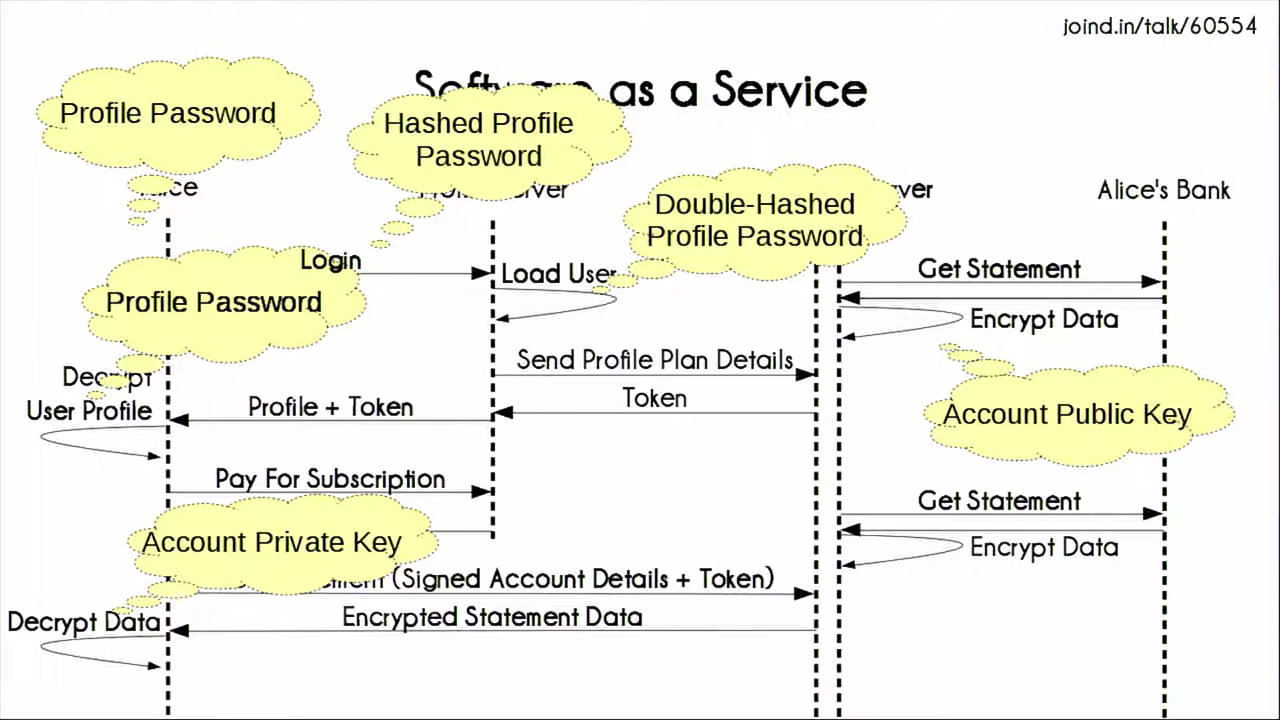 joind.in/talk/60554
as a Service
Profile Password
Hashed Profile
Password
Double-Hashed
Profile Password
Alice's Bank
Login
Load User
Get Statement
Profile Password
Encrypt Data
Send Profile Plan Details
Decrypt
User Profile
Profile + Token
Token
Account Public Key
Pay For Subscription
Get Statement
Account Private Key
Encrypt Data
(Signed Account Details + Token)
Decrypt Data
Encrypted Statement Data